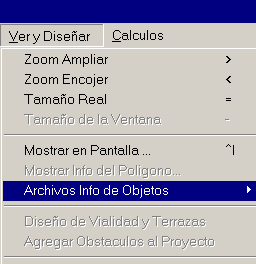 Ver y Diseñar Calculos
Zoom Ampliar >
Zoom Encojer <
Tamaño Real =
Tamaño de la Ventana -
Mostrar en Pantalla ... ^I
Mostrar Info del Poligono...
Archivos Info de Objetos
Diseño de Vialidad y Terrazas
Agregar Obstaculos al Proyecto